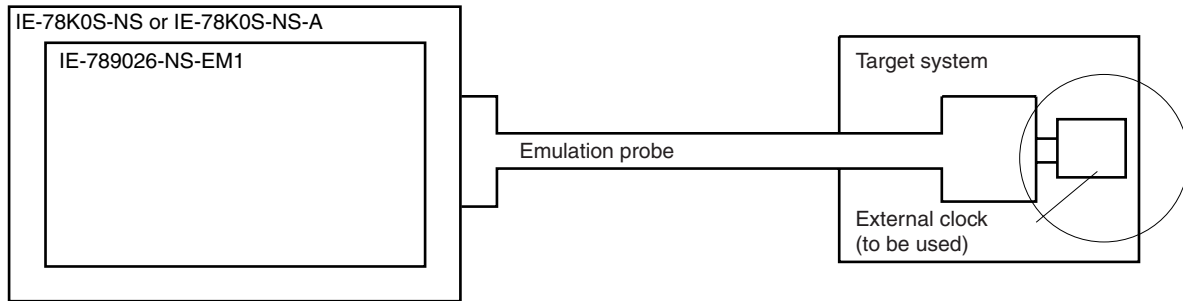 IE-78K0S-NS or IE-78K0S-NS-A
IE-789026-NS-EM1
Target system
Emulation probe
External clock
(to be used)